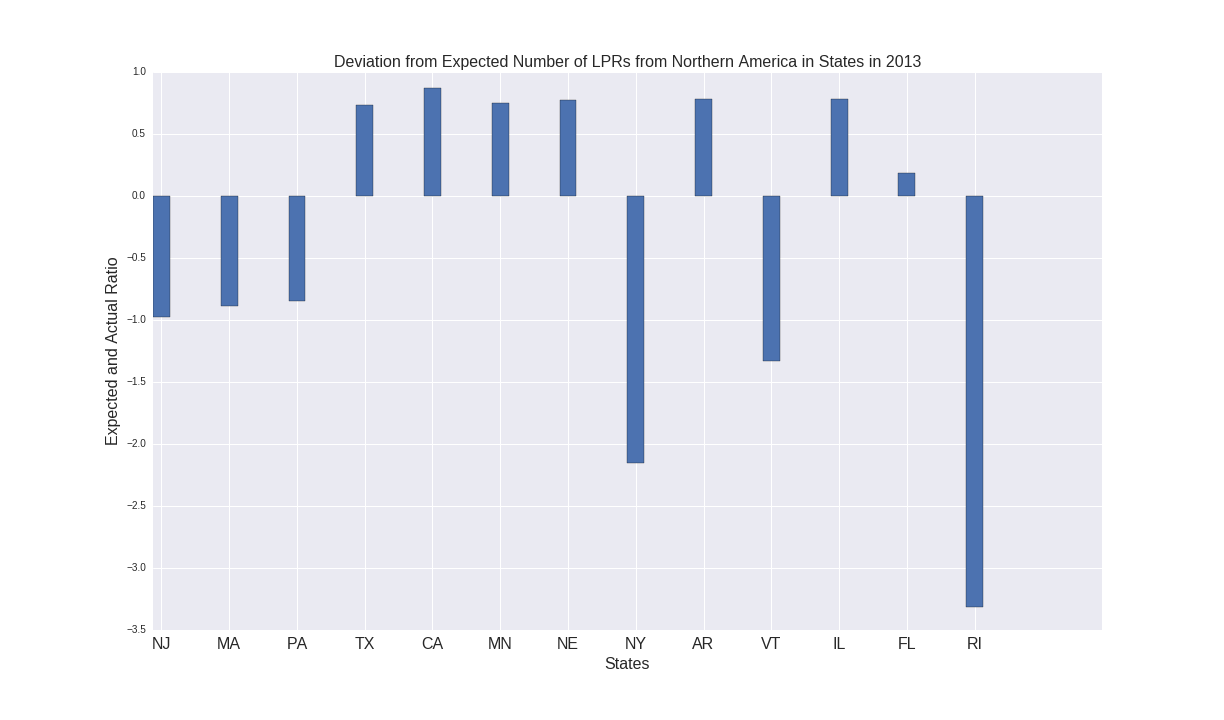 Deviation from Expected Number of LPRs from Northern America in States in 2013
1.0
0.5
0.0
−0.5
−1.0
−1.5
−2.0
−2.5
−3.0
−3.5
Expected and Actual Ratio
NJ MA PA TX CA MN NE NY AR VT IL FL RI
States